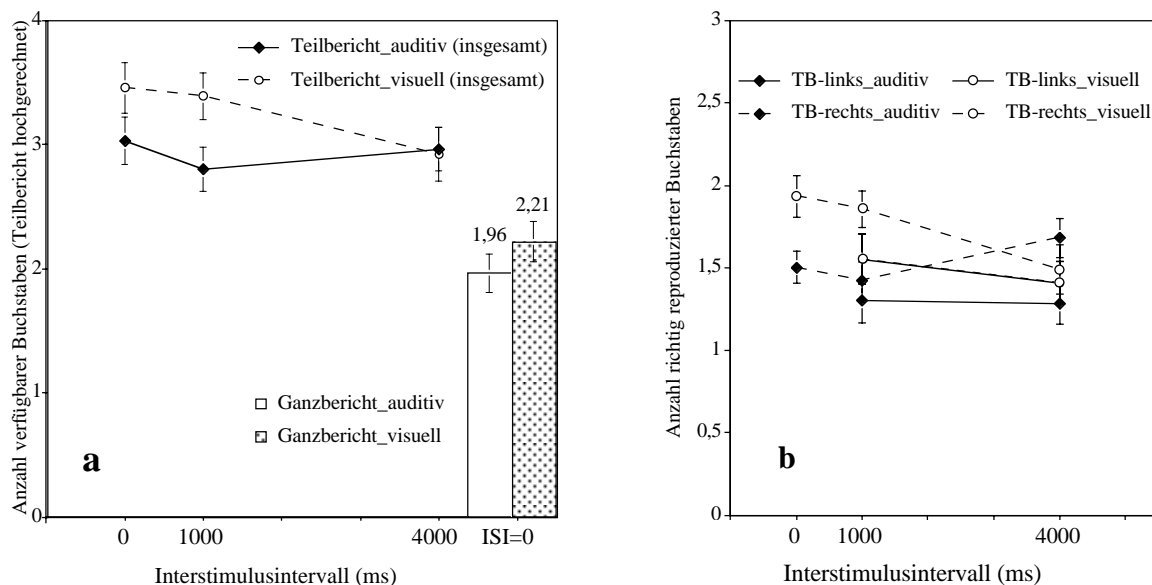 4
3
2
1
0
Anzahl verfügbarer Buchstaben (Teilbericht hochgerechnet)
Teilbericht_auditiv (insgesamt)
Teilbericht_visuell (insgesamt)
1,96
2,21
Ganzbericht_auditiv
Ganzbericht_visuell
a
0
1000
4000
ISI=0
Interstimulusintervall (ms)
3
2,5
2
1,5
1
0,5
0
Anzahl richtig reproduzierter Buchstaben
TB-links_auditiv
TB-links_visuell
TB-rechts_auditiv
TB-rechts_visuell
b
0
1000
4000
Interstimulusintervall (ms)